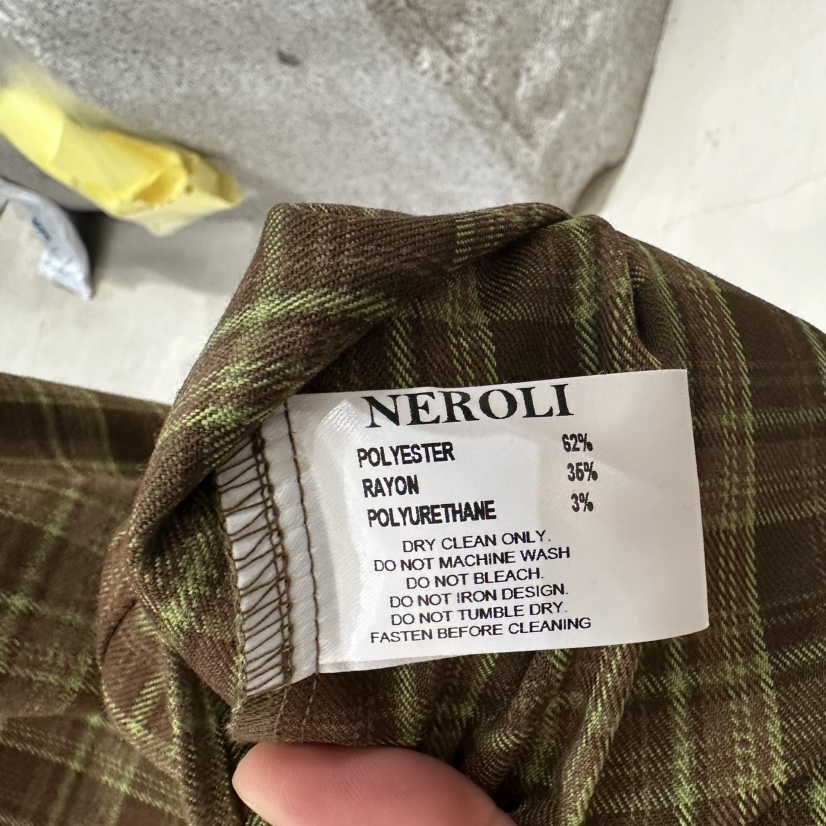 NEROLI
POLYESTER 62%
RAYON 35%
POLYURETHANE 3%
DRY CLEAN ONLY.
DO NOT MACHINE WASH
DO NOT BLEACH.
DO NOT IRON DESIGN.
DO NOT TUMBLE DRY.
FASTEN BEFORE CLEANING